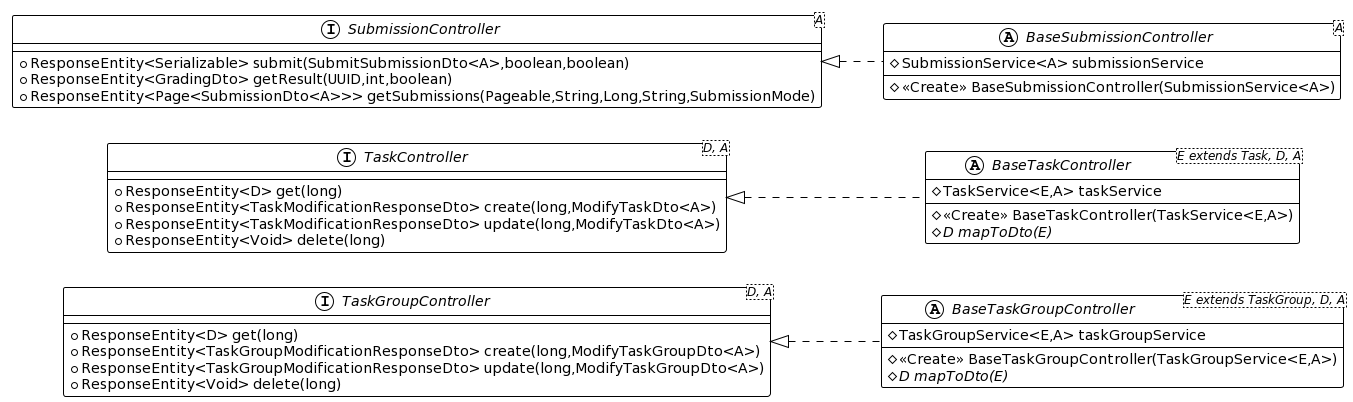 I SubmissionController
A
ResponseEntity<Serializable> submit(SubmitSubmissionDto<A>,boolean,boolean)
ResponseEntity<GradingDto> getResult(UUID,int,boolean)
ResponseEntity<Page<SubmissionDto<A>>> getSubmissions(Pageable,String,Long,String,SubmissionMode)
A BaseSubmissionController
A
SubmissionService<A> submissionService
«Create» BaseSubmissionController(SubmissionService<A>)
I TaskController
D, A
ResponseEntity<D> get(long)
ResponseEntity<TaskModificationResponseDto> create(long,ModifyTaskDto<A>)
ResponseEntity<TaskModificationResponseDto> update(long,ModifyTaskDto<A>)
ResponseEntity<Void> delete(long)
A BaseTaskController
E extends Task, D, A
TaskService<E,A> taskService
«Create» BaseTaskController(TaskService<E,A>)
D mapToDto(E)
I TaskGroupController
D, A
ResponseEntity<D> get(long)
ResponseEntity<TaskGroupModificationResponseDto> create(long,ModifyTaskGroupDto<A>)
ResponseEntity<TaskGroupModificationResponseDto> update(long,ModifyTaskGroupDto<A>)
ResponseEntity<Void> delete(long)
A BaseTaskGroupController
E extends TaskGroup, D, A
TaskGroupService<E,A> taskGroupService
«Create» BaseTaskGroupController(TaskGroupService<E,A>)
D mapToDto(E)